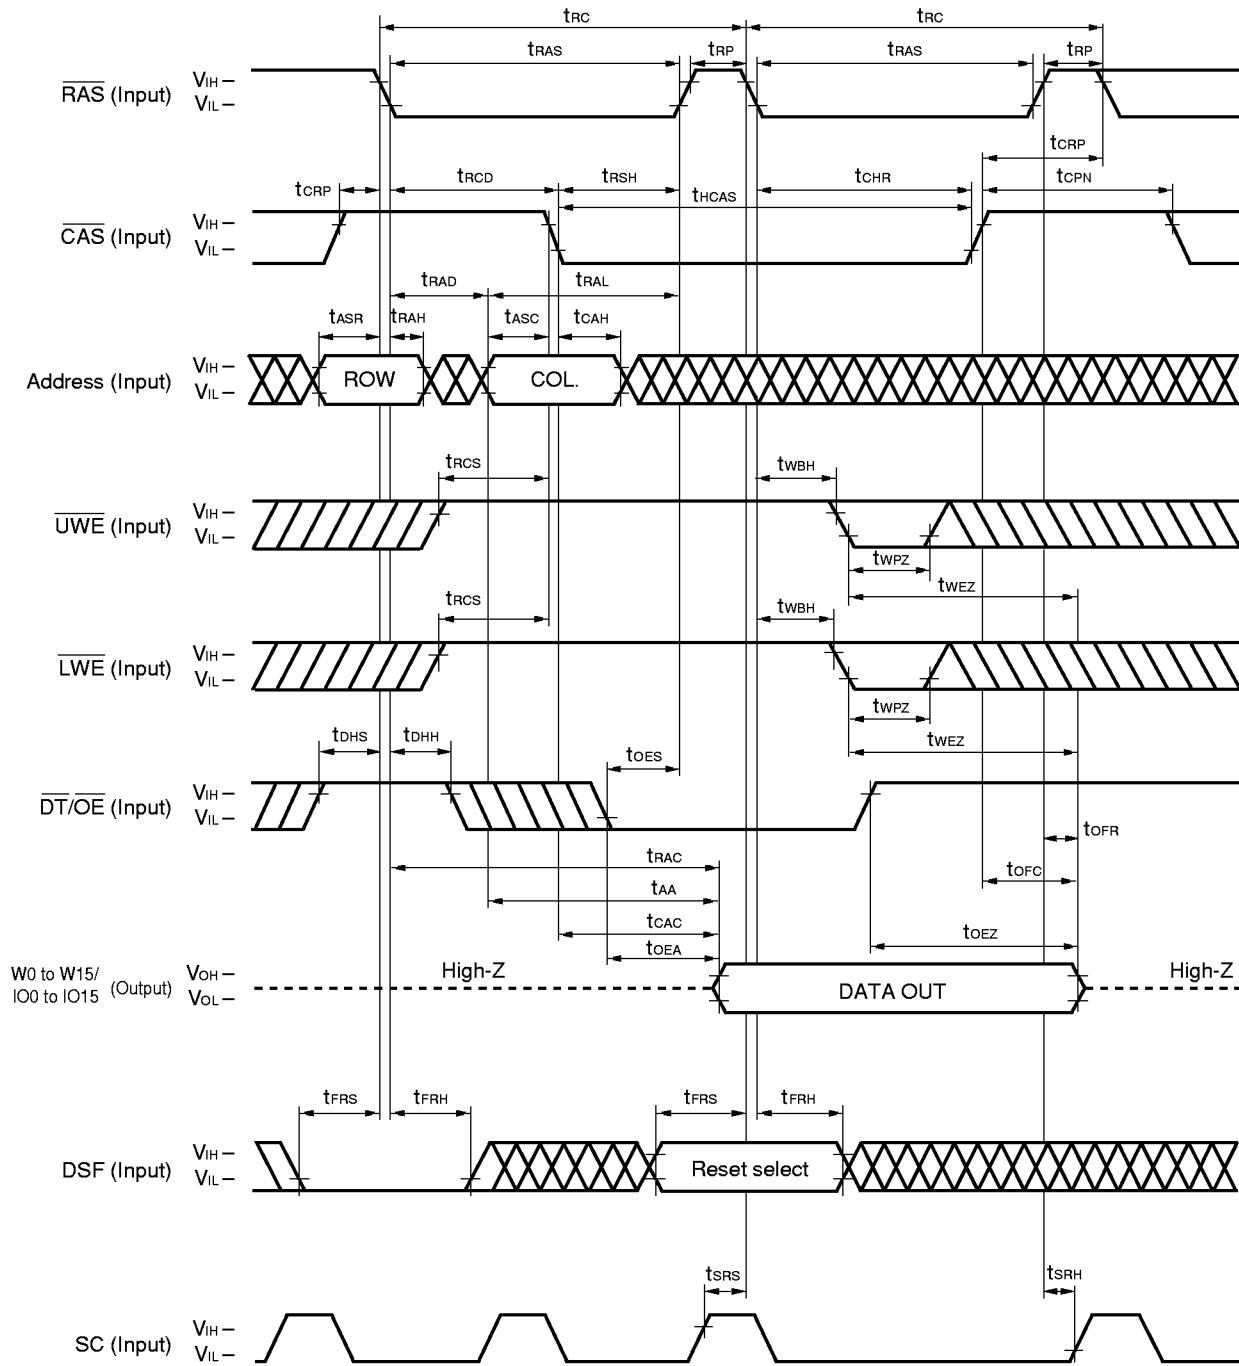 tRC tRC
tRAS tRP tRAS tRP
RAS (Input) VIH VIL
tCRP
tCRP tRCD tRSH tHCAS tCHR tCPN
CAS (Input) VIH VIL
tRAD tRAL
tASR tRAH tASC tCAH
Address (Input) VIH VIL ROW COL.
tRCS tWBH
UWE (Input) VIH VIL
tWPZ
tWEZ
tRCS tWBH
LWE (Input) VIH VIL
tWPZ
tWEZ
tDHS tDHH tOES
DT/OE (Input) VIH VIL
tOFR
tRAC
tOFC
tAA
tCAC
tOEZ
tOEA
W0 to W15/
IO0 to IO15 (Output) VOH VOL High-Z DATA OUT High-Z
tFRS tFRH tFRS tFRH
DSF (Input) VIH VIL Reset select
tSRS tSRH
SC (Input) VIH VIL